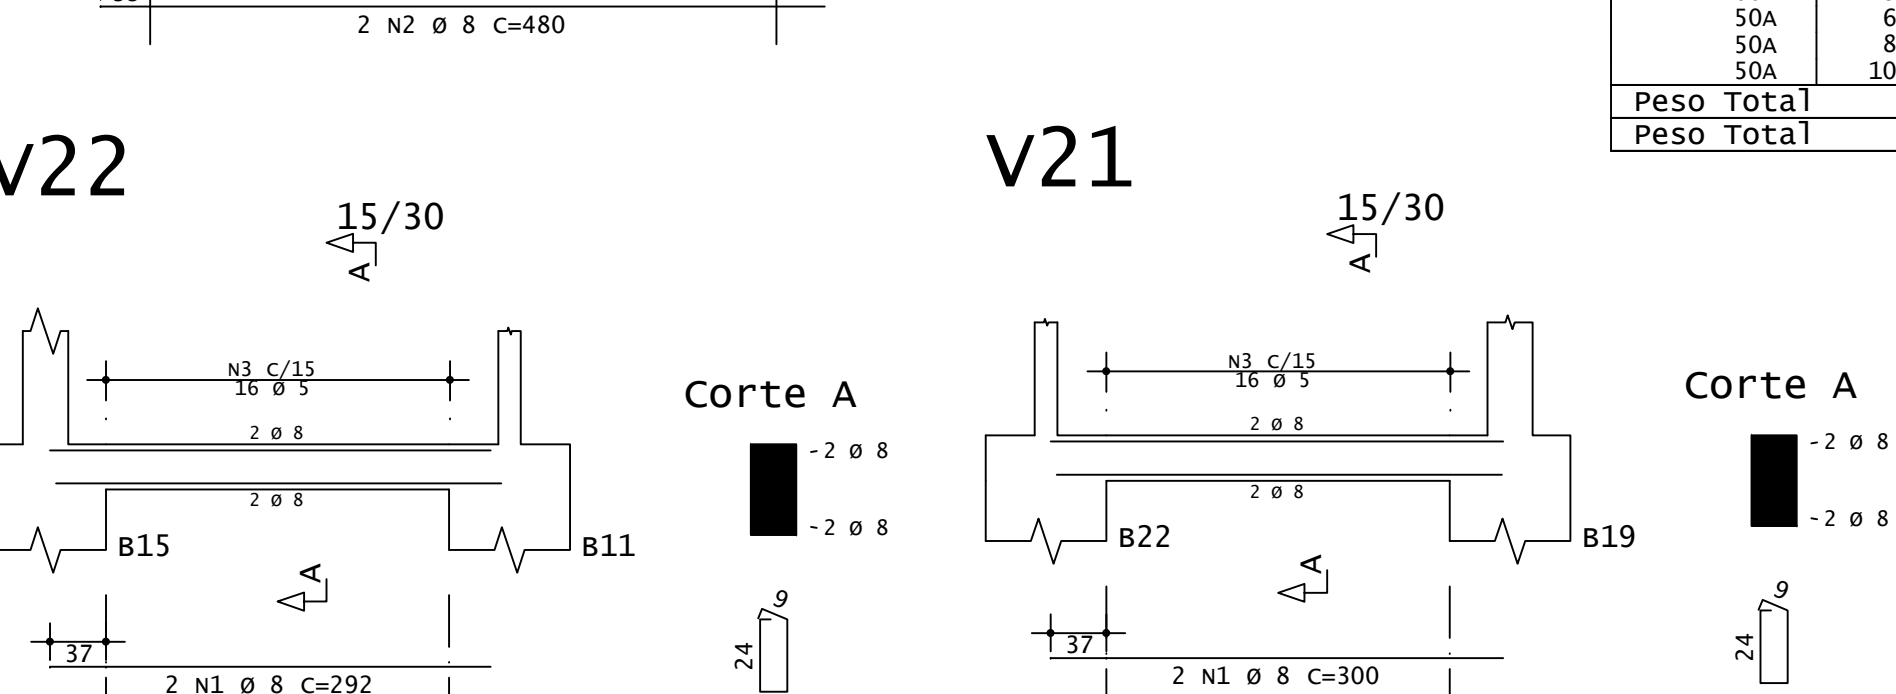 2 N2 Ø 8 C=480
50A 6
50A 8
50A 10
Peso Total
Peso Total
V22
15/30
A
N3 C/15
16 Ø 5
2 Ø 8
2 Ø 8
B15
B11
A
37
2 N1 Ø 8 C=292
Corte A
-2 Ø 8
-2 Ø 8
9
24
V21
15/30
A
N3 C/15
16 Ø 5
2 Ø 8
2 Ø 8
B22
B19
A
37
2 N1 Ø 8 C=300
Corte A
-2 Ø 8
-2 Ø 8
9
24